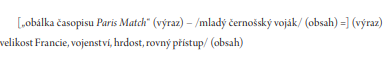 [„obálka časopisu Paris Match“ (výraz) – /mladý černošský voják/ (obsah) =] (výraz)
velikost Francie, vojenství, hrdost, rovný přístup/ (obsah)